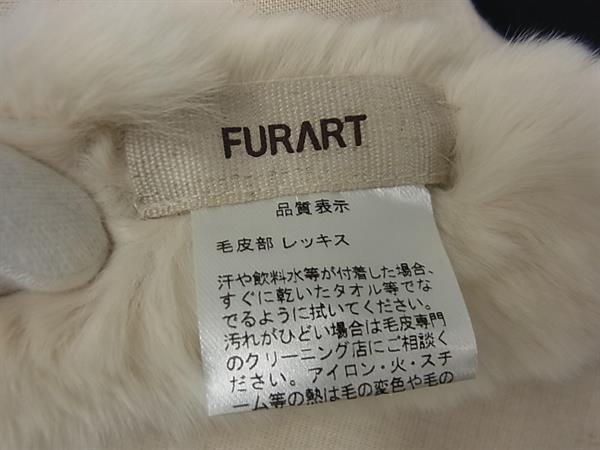 FURART
品質表示
毛皮部 レッキス
汗や飲料水等が付着した場合、
すぐに乾いたタオル等でな
でるように拭いてください。
汚れがひどい場合は毛皮専門
のクリーニング店にご相談く
ださい。アイロン・火・スチ
ーム等の熱は毛の変色や毛の